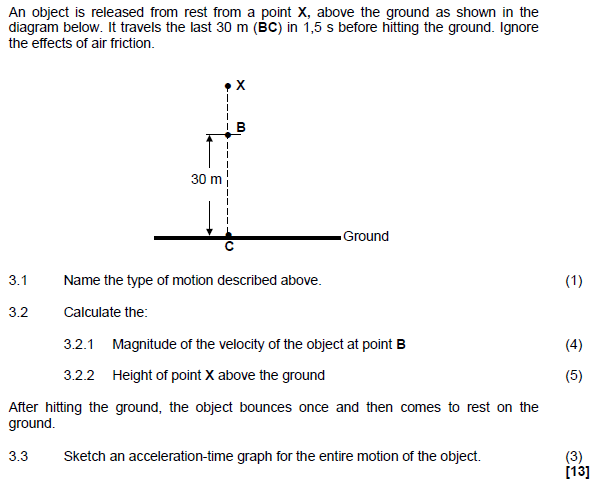 An object is released from rest from a point X, above the ground as shown in the
diagram below. It travels the last 30 m (BC) in 1,5 s before hitting the ground. Ignore
the effects of air friction.
X
B
30 m
Ground
C
3.1 Name the type of motion described above. (1)
3.2 Calculate the:
3.2.1 Magnitude of the velocity of the object at point B (4)
3.2.2 Height of point X above the ground (5)
After hitting the ground, the object bounces once and then comes to rest on the
ground.
3.3 Sketch an acceleration-time graph for the entire motion of the object. (3)
[13]